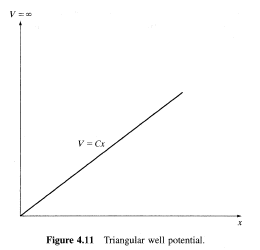 V = ∞
V = Cx
x
Figure 4.11 Triangular well potential.